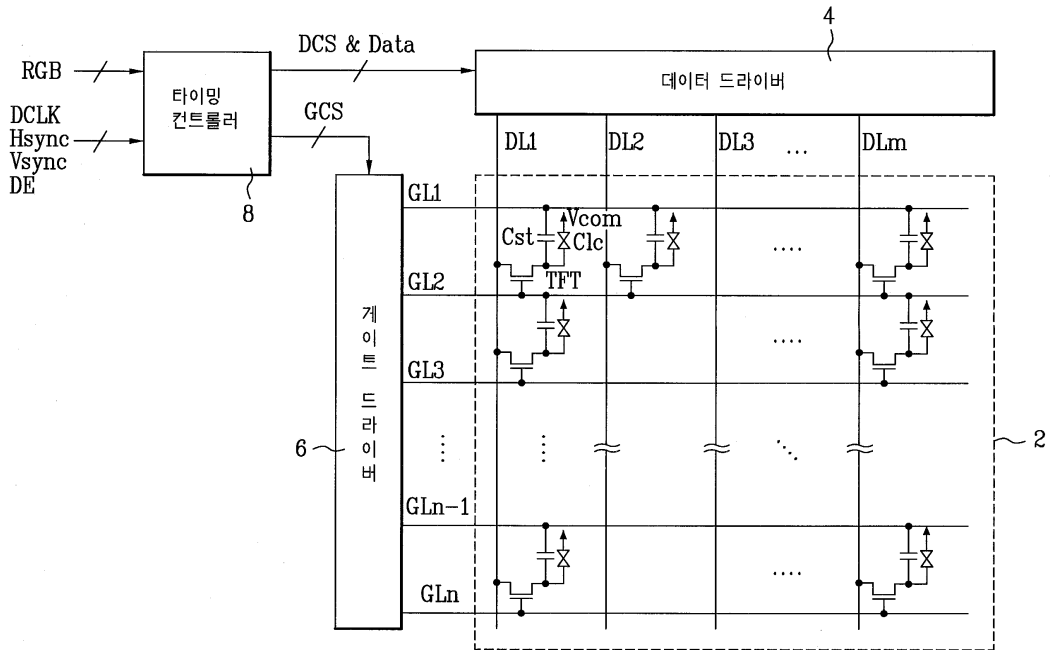 4
DCS & Data
RGB
타이밍
컨트롤러
데이터 드라이버
DCLK
Hsync
Vsync
DE
GCS
8
DL1
DL2
DL3
...
DLm
GL1
Vcom
Cst
Clc
....
GL2
TFT
....
GL3
게이트 드라이버
6
2
GLn-1
....
GLn